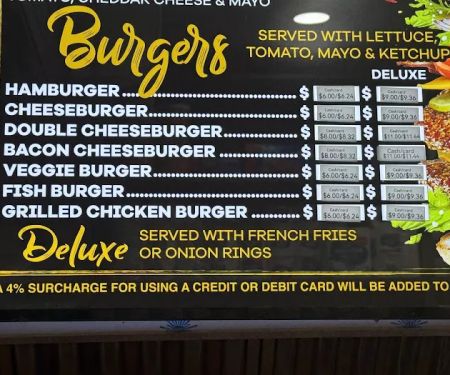 TOMATO, CHEDDAR CHEESE & MAYO
Burgers
SERVED WITH LETTUCE,
TOMATO, MAYO & KETCHUP
DELUXE
HAMBURGER $ Cash/card $6.00/$6.24 $ Cash/card $9.00/$9.36
CHEESEBURGER $ Cash/card $6.00/$6.24 $ Cash/card $9.00/$9.36
DOUBLE CHEESEBURGER $ Cash/card $8.00/$8.32 $ Cash/card $11.00/$11.44
BACON CHEESEBURGER $ Cash/card $8.00/$8.32 $ Cash/card $11.00/$11.44
VEGGIE BURGER $ Cash/card $6.00/$6.24 $ Cash/card $9.00/$9.36
FISH BURGER $ Cash/card $6.00/$6.24 $ Cash/card $9.00/$9.36
GRILLED CHICKEN BURGER $ Cash/card $6.00/$6.24 $ Cash/card $9.00/$9.36
Deluxe SERVED WITH FRENCH FRIES
OR ONION RINGS
A 4% SURCHARGE FOR USING A CREDIT OR DEBIT CARD WILL BE ADDED TO